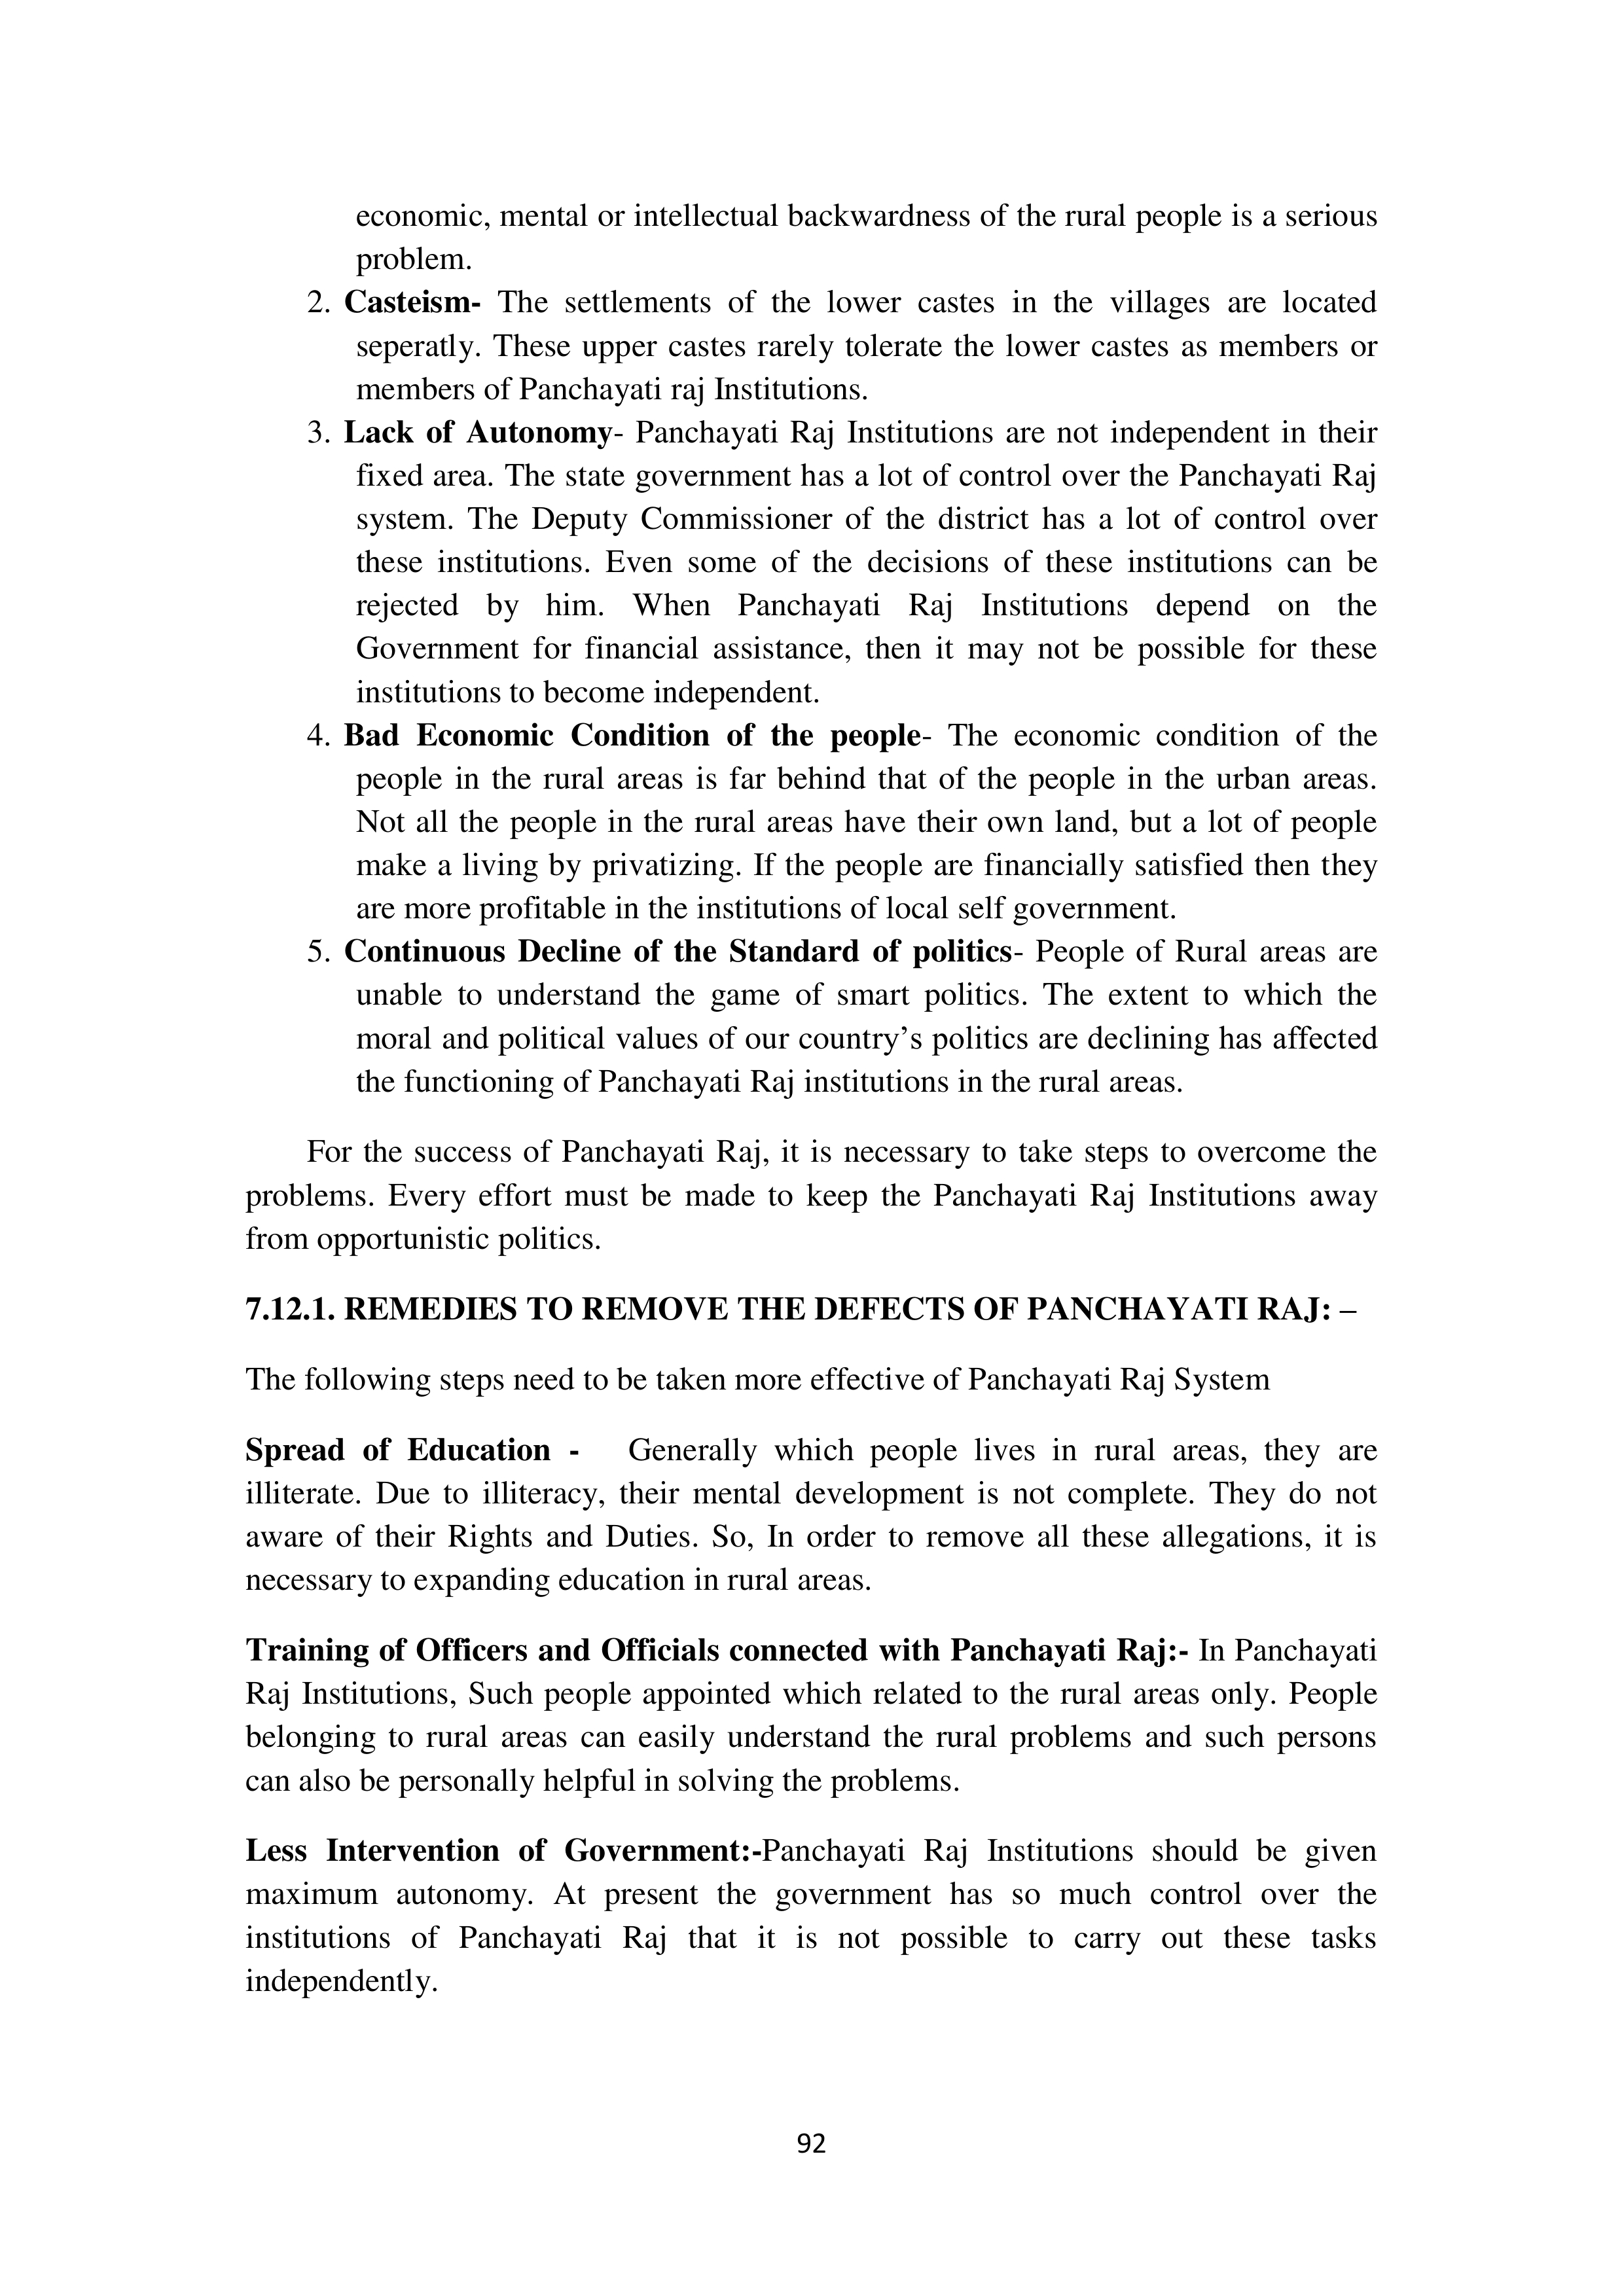 economic, mental or intellectual backwardness of the rural people is a serious
problem.
2. Casteism- The settlements of the lower castes in the villages are located
seperatly. These upper castes rarely tolerate the lower castes as members or
members of Panchayati raj Institutions.
3. Lack of Autonomy- Panchayati Raj Institutions are not independent in their
fixed area. The state government has a lot of control over the Panchayati Raj
system. The Deputy Commissioner of the district has a lot of control over
these institutions. Even some of the decisions of these institutions can be
rejected by him. When Panchayati Raj Institutions depend on the
Government for financial assistance, then it may not be possible for these
institutions to become independent.
4. Bad Economic Condition of the people- The economic condition of the
people in the rural areas is far behind that of the people in the urban areas.
Not all the people in the rural areas have their own land, but a lot of people
make a living by privatizing. If the people are financially satisfied then they
are more profitable in the institutions of local self government.
5. Continuous Decline of the Standard of politics- People of Rural areas are
unable to understand the game of smart politics. The extent to which the
moral and political values of our country’s politics are declining has affected
the functioning of Panchayati Raj institutions in the rural areas.
For the success of Panchayati Raj, it is necessary to take steps to overcome the
problems. Every effort must be made to keep the Panchayati Raj Institutions away
from opportunistic politics.
7.12.1. REMEDIES TO REMOVE THE DEFECTS OF PANCHAYATI RAJ: –
The following steps need to be taken more effective of Panchayati Raj System
Spread of Education - Generally which people lives in rural areas, they are
illiterate. Due to illiteracy, their mental development is not complete. They do not
aware of their Rights and Duties. So, In order to remove all these allegations, it is
necessary to expanding education in rural areas.
Training of Officers and Officials connected with Panchayati Raj:- In Panchayati
Raj Institutions, Such people appointed which related to the rural areas only. People
belonging to rural areas can easily understand the rural problems and such persons
can also be personally helpful in solving the problems.
Less Intervention of Government:-Panchayati Raj Institutions should be given
maximum autonomy. At present the government has so much control over the
institutions of Panchayati Raj that it is not possible to carry out these tasks
independently.
92